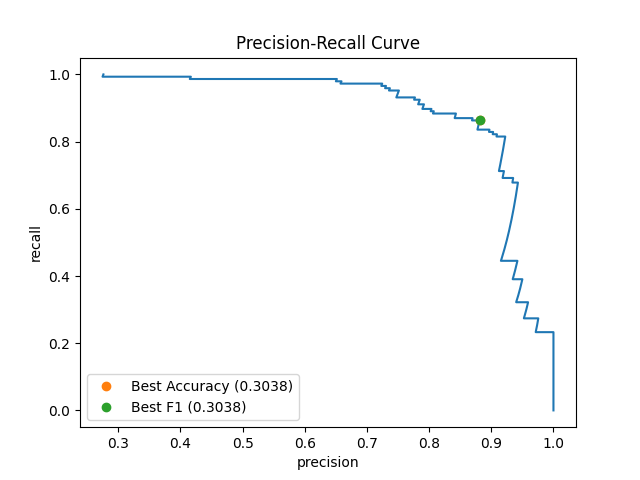 Precision-Recall Curve
1.0
0.8
0.6
0.4
0.2
0.0
recall
Best Accuracy (0.3038)
Best F1 (0.3038)
0.3 0.4 0.5 0.6 0.7 0.8 0.9 1.0
precision